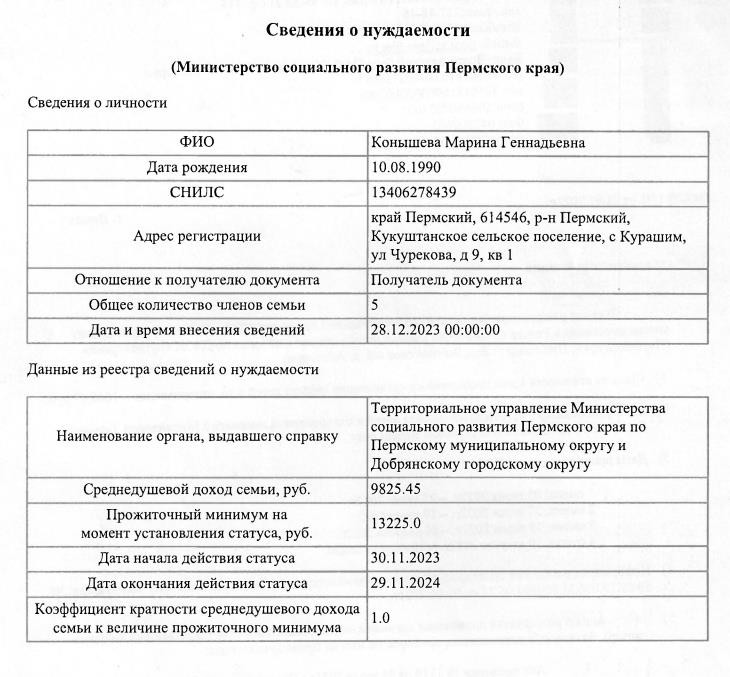 Сведения о нуждаемости
(Министерство социального развития Пермского края)
Сведения о личности
ФИО
Конышева Марина Геннадьевна
Дата рождения
10.08.1990
СНИЛС
13406278439
Адрес регистрации
край Пермский, 614546, р-н Пермский,
Кукуштанское сельское поселение, с Курашим,
ул Чурекова, д 9, кв 1
Отношение к получателю документа
Получатель документа
Общее количество членов семьи
5
Дата и время внесения сведений
28.12.2023 00:00:00
Данные из реестра сведений о нуждаемости
Наименование органа, выдавшего справку
Территориальное управление Министерства
социального развития Пермского края по
Пермскому муниципальному округу и
Добрянскому городскому округу
Среднедушевой доход семьи, руб.
9825.45
Прожиточный минимум на
момент установления статуса, руб.
13225.0
Дата начала действия статуса
30.11.2023
Дата окончания действия статуса
29.11.2024
Коэффициент кратности среднедушевого дохода
семьи к величине прожиточного минимума
1.0